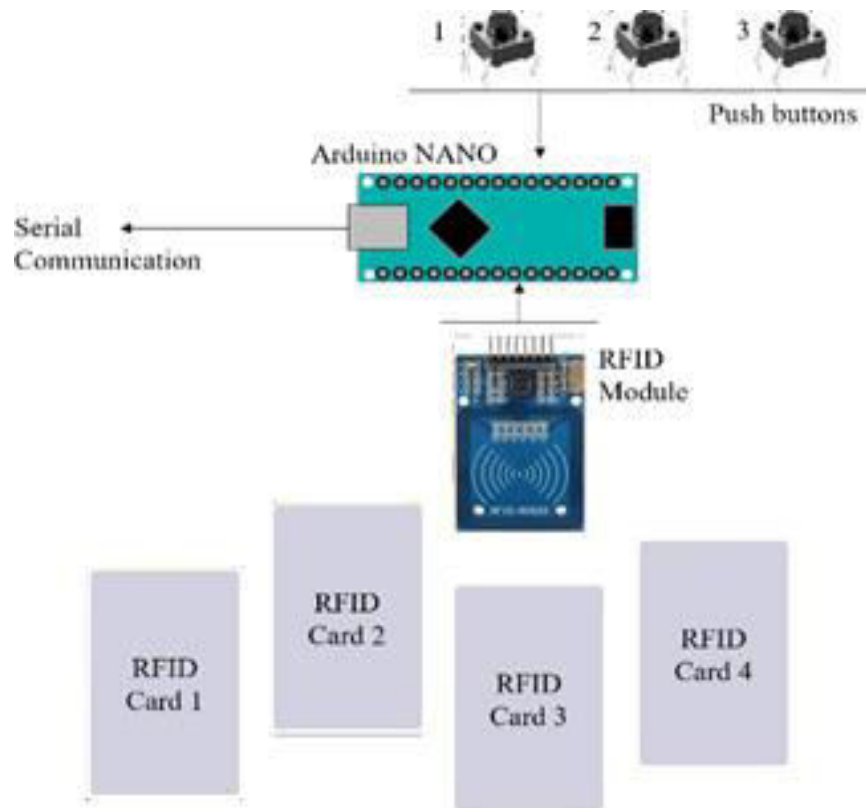 1
2
3
Push buttons
Arduino NANO
Serial
Communication
RFID
Module
RFID
Card 1
RFID
Card 2
RFID
Card 3
RFID
Card 4